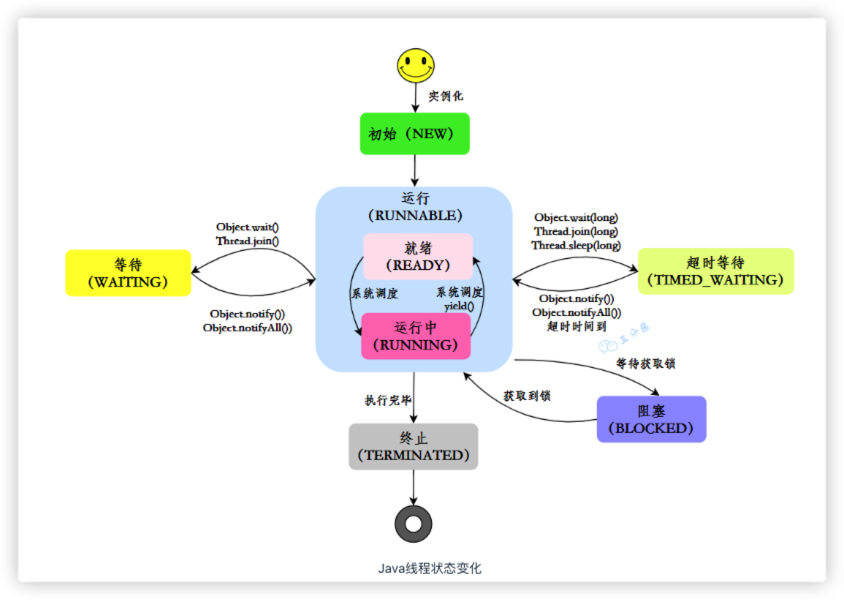 实例化
初始（NEW）
运行
（RUNNABLE）
就绪
（READY）
系统调度
系统调度
yield()
运行中
（RUNNING）
Object.wait()
Thread.join()
等待
（WAITING）
Object.notify())
Object.notifyAll())
Object.wait(long)
Thread.join(long)
Thread.sleep(long)
超时等待
（TIMED_WAITING）
Object.notify())
Object.notifyAll())
超时时间到
等待获取锁
获取到锁
阻塞
（BLOCKED）
执行完毕
终止
（TERMINATED）
Java线程状态变化